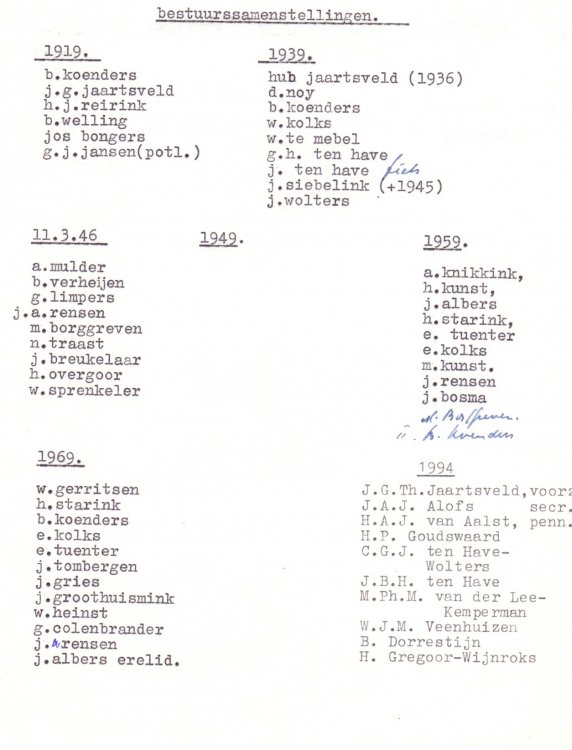 bestuurssamenstellingen.
1919.
b.koenders
j.g.jaartsveld
h.j.reirink
b.welling
jos bongers
g.j.jansen(potl.)
1939.
hub jaartsveld (1936)
d.noy
b.koenders
w.kolks
w.te mebel
g.h. ten have
j. ten have fiets
j.siebelink (+1945)
j.wolters
11.3.46
a.mulder
b.verheijen
g.limpers
j.a.rensen
m.borggreven
n.traast
j.breukelaar
h.overgoor
w.sprenkeler
1949.
1959.
a.knikkink,
h.kunst,
j.albers
h.starink,
e. tuenter
e.kolks
m.kunst.
j.rensen
j.bosma
B. Koenders
1969.
w.gerritsen
h.starink
b.koenders
e.kolks
e.tuenter
j.tombergen
j.gries
j.groothuismink
w.heinst
g.colenbrander
j.Arensen
j.albers erelid.
1994
J.G.Th.Jaartsveld,voorz
J.A.J. Alofs secr.
H.A.J. van Aalst, penn.
H.P. Goudswaard
C.G.J. ten Have-
Wolters
J.B.H. ten Have
M.Ph.M. van der Lee-
Kemperman
W.J.M. Veenhuizen
B. Dorrestijn
H. Gregoor-Wijnroks